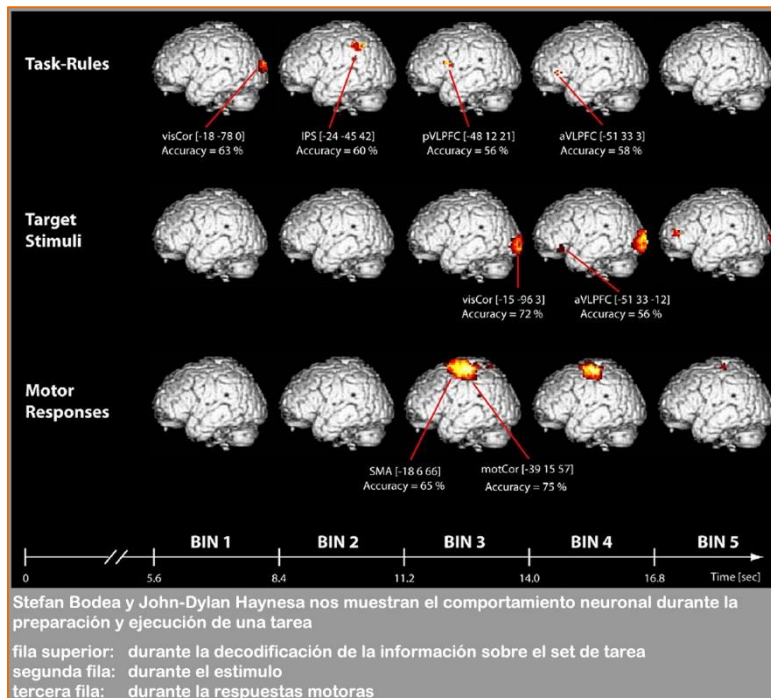 Task-Rules
visCor [-18 -78 0]
Accuracy = 63 %
IPS [-24 -45 42]
Accuracy = 60 %
pVLPFC [-48 12 21]
Accuracy = 56 %
aVLPFC [-51 33 3]
Accuracy = 58 %
Target
Stimuli
visCor [-15 -96 3]
Accuracy = 72 %
aVLPFC [-51 33 -12]
Accuracy = 56 %
Motor
Responses
SMA [-18 6 66]
Accuracy = 65 %
motCor [-39 15 57]
Accuracy = 75 %
BIN 1 BIN 2 BIN 3 BIN 4 BIN 5
0 5.6 8.4 11.2 14.0 16.8 Time [sec]
Stefan Bodea y John-Dylan Haynesa nos muestran el comportamiento neuronal durante la
preparación y ejecución de una tarea
fila superior: durante la decodificación de la información sobre el set de tarea
segunda fila: durante el estimulo
tercera fila: durante la respuestas motoras